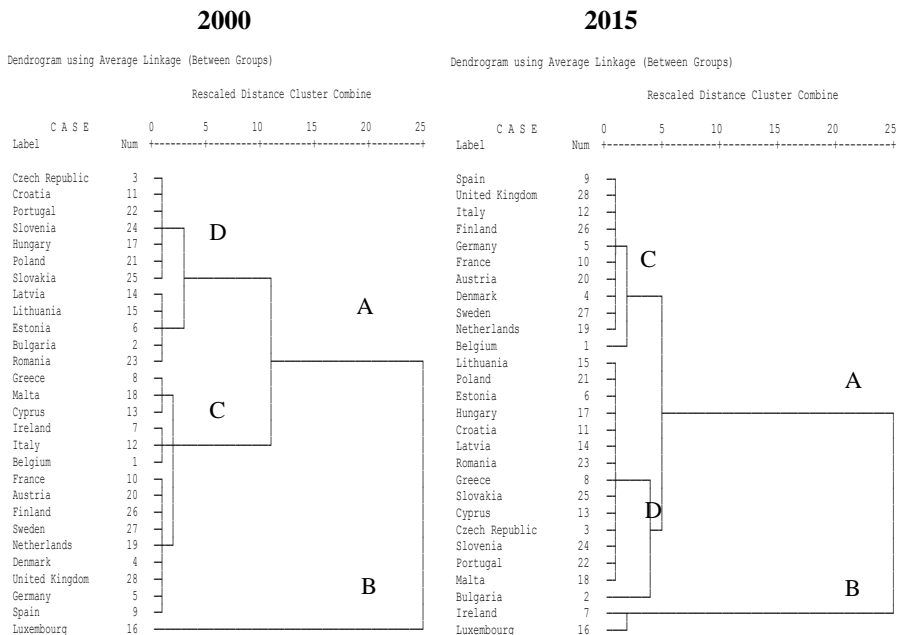 2000
Dendrogram using Average Linkage (Between Groups)
Rescaled Distance Cluster Combine
C A S E 0 5 10 15 20 25
Label Num
Czech Republic 3
Croatia 11
Portugal 22
Slovenia 24
D
Hungary 17
Poland 21
Slovakia 25
Latvia 14
A
Lithuania 15
Estonia 6
Bulgaria 2
Romania 23
Greece 8
Malta 18
C
Cyprus 13
Ireland 7
Italy 12
Belgium 1
France 10
Austria 20
Finland 26
Sweden 27
Netherlands 19
Denmark 4
B
United Kingdom 28
Germany 5
Spain 9
Luxembourg 16
2015
Dendrogram using Average Linkage (Between Groups)
Rescaled Distance Cluster Combine
C A S E 0 5 10 15 20 25
Label Num
Spain 9
United Kingdom 28
Italy 12
Finland 26
Germany 5
C
France 10
Austria 20
Denmark 4
Sweden 27
Netherlands 19
Belgium 1
Lithuania 15
A
Poland 21
Estonia 6
Hungary 17
Croatia 11
Latvia 14
Romania 23
Greece 8
Slovakia 25
D
Cyprus 13
Czech Republic 3
Slovenia 24
Portugal 22
Malta 18
B
Bulgaria 2
Ireland 7
Luxembourg 16